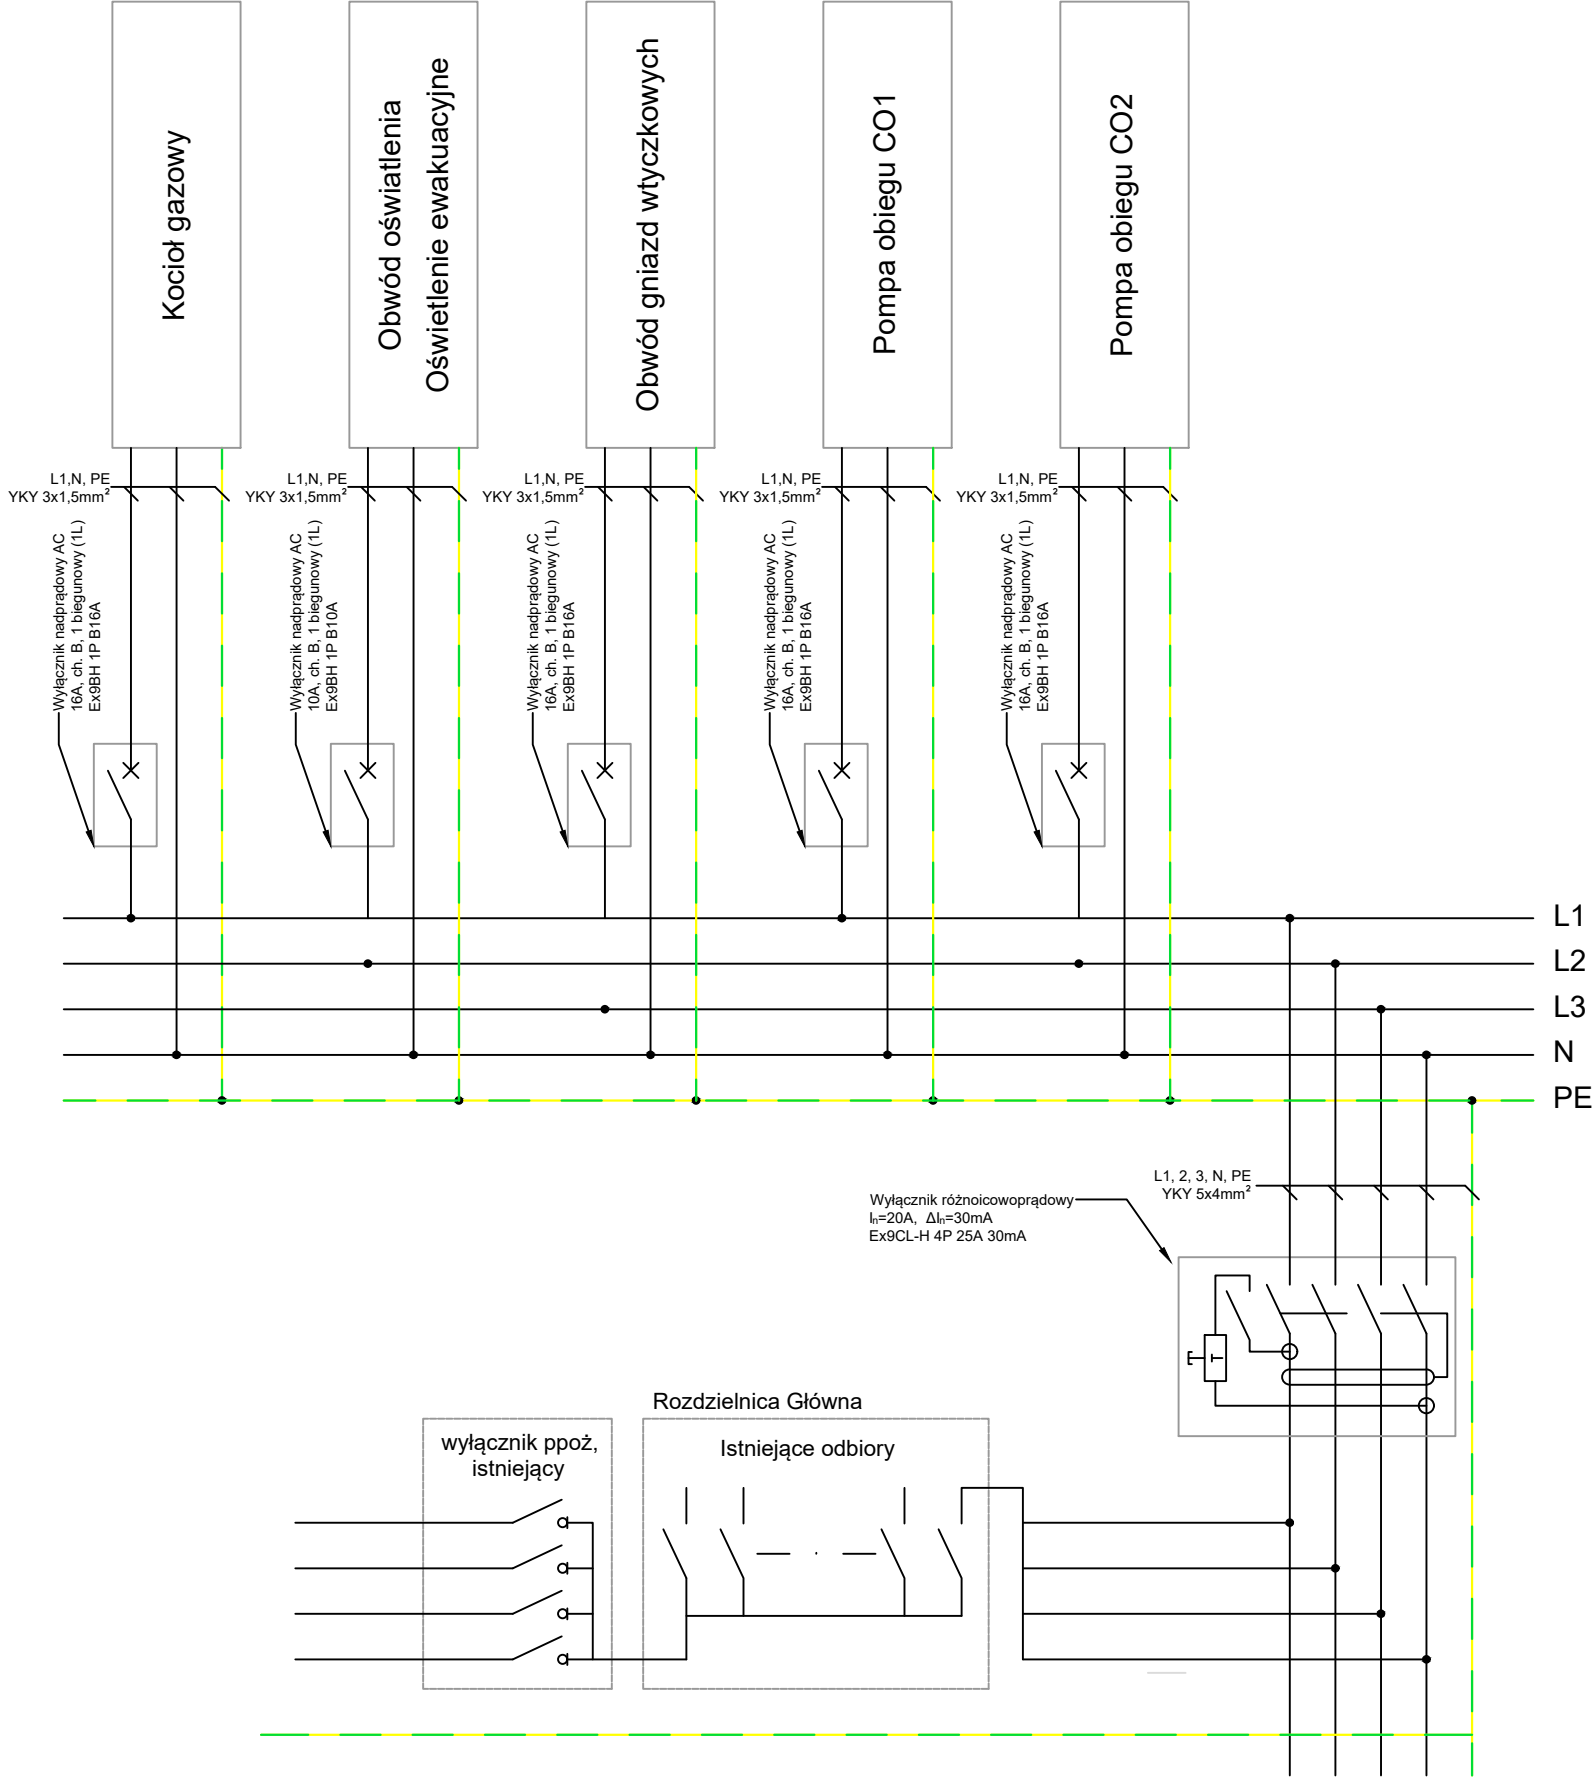 Kocioł gazowy
Obwód oświatlenia
Oświetlenie ewakuacyjne
Obwód gniazd wtyczkowych
Pompa obiegu CO1
Pompa obiegu CO2
L1,N, PE
YKY 3x1,5mm²
L1,N, PE
YKY 3x1,5mm²
L1,N, PE
YKY 3x1,5mm²
L1,N, PE
YKY 3x1,5mm²
L1,N, PE
YKY 3x1,5mm²
Wyłącznik nadprądowy AC
16A, ch. B, 1 biegunowy (1L)
Ex9BH 1P B16A
Wyłącznik nadprądowy AC
10A, ch. B, 1 biegunowy (1L)
Ex9BH 1P B10A
Wyłącznik nadprądowy AC
16A, ch. B, 1 biegunowy (1L)
Ex9BH 1P B16A
Wyłącznik nadprądowy AC
16A, ch. B, 1 biegunowy (1L)
Ex9BH 1P B16A
Wyłącznik nadprądowy AC
16A, ch. B, 1 biegunowy (1L)
Ex9BH 1P B16A
L1
L2
L3
N
PE
L1, 2, 3, N, PE
YKY 5x4mm²
Wyłącznik różnoicowoprądowy
Iₙ=20A, ΔIₙ=30mA
Ex9CL-H 4P 25A 30mA
T
Rozdzielnica Główna
wyłącznik ppoż,
istniejący
Istniejące odbiory